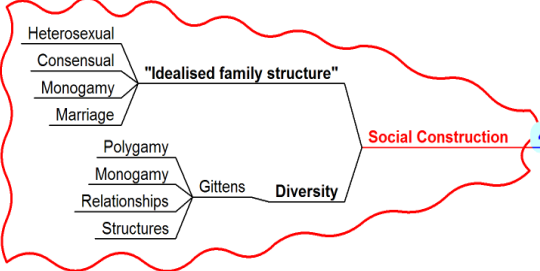 Heterosexual
Consensual
Monogamy
Marriage
"Idealised family structure"
Social Construction
Polygamy
Monogamy
Relationships
Structures
Gittens
Diversity